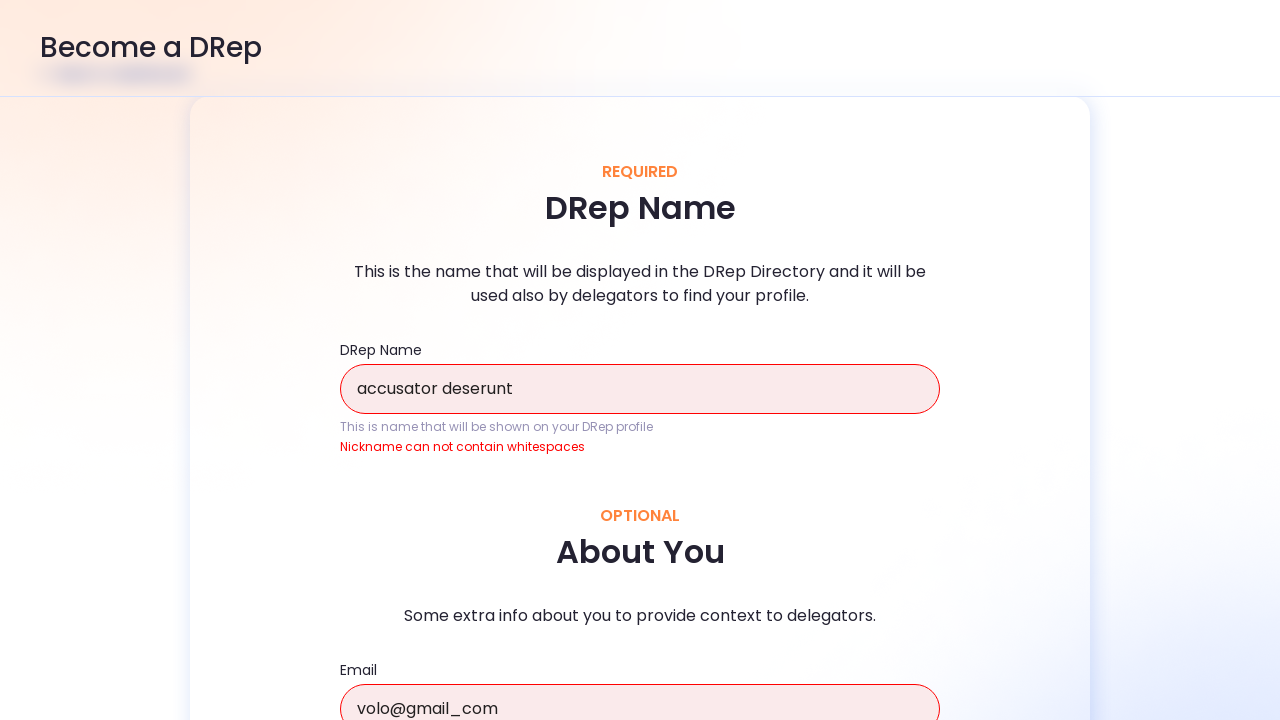 Become a DRep
REQUIRED
DRep Name
This is the name that will be displayed in the DRep Directory and it will be
used also by delegators to find your profile.
DRep Name
accusator deserunt
This is name that will be shown on your DRep profile
Nickname can not contain whitespaces
OPTIONAL
About You
Some extra info about you to provide context to delegators.
Email
volo@gmail_com